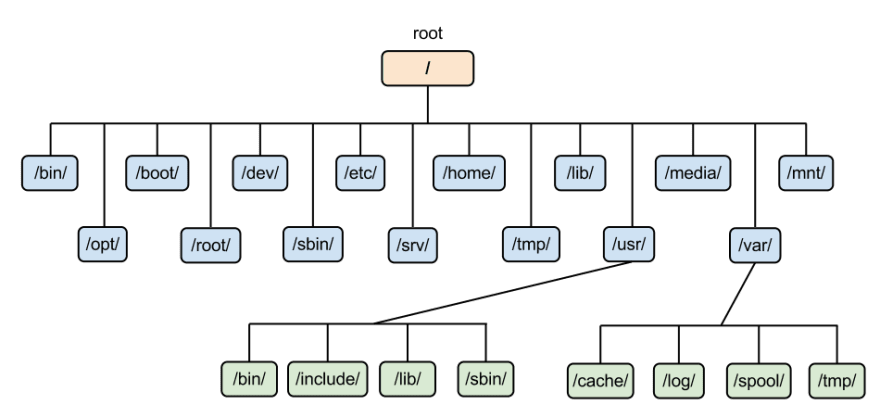 root
/
/bin/ /boot/ /dev/ /etc/ /home/ /lib/ /media/ /mnt/
/opt/ /root/ /sbin/ /srv/ /tmp/ /usr/ /var/
/bin/ /include/ /lib/ /sbin/ /cache/ /log/ /spool/ /tmp/